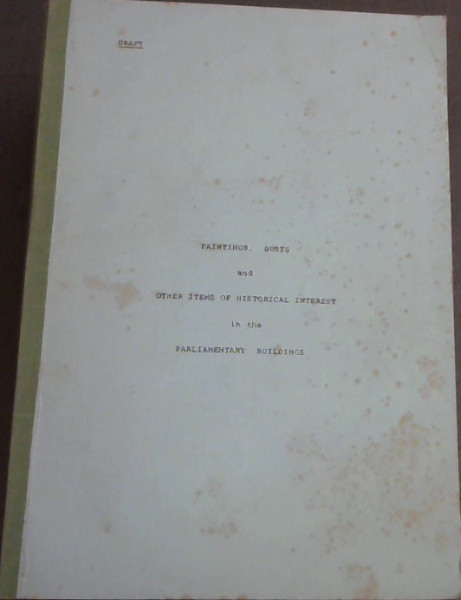 DRAFT
PAINTINGS, BUSTS
and
OTHER ITEMS OF HISTORICAL INTEREST
in the
PARLIAMENTARY BUILDINGS